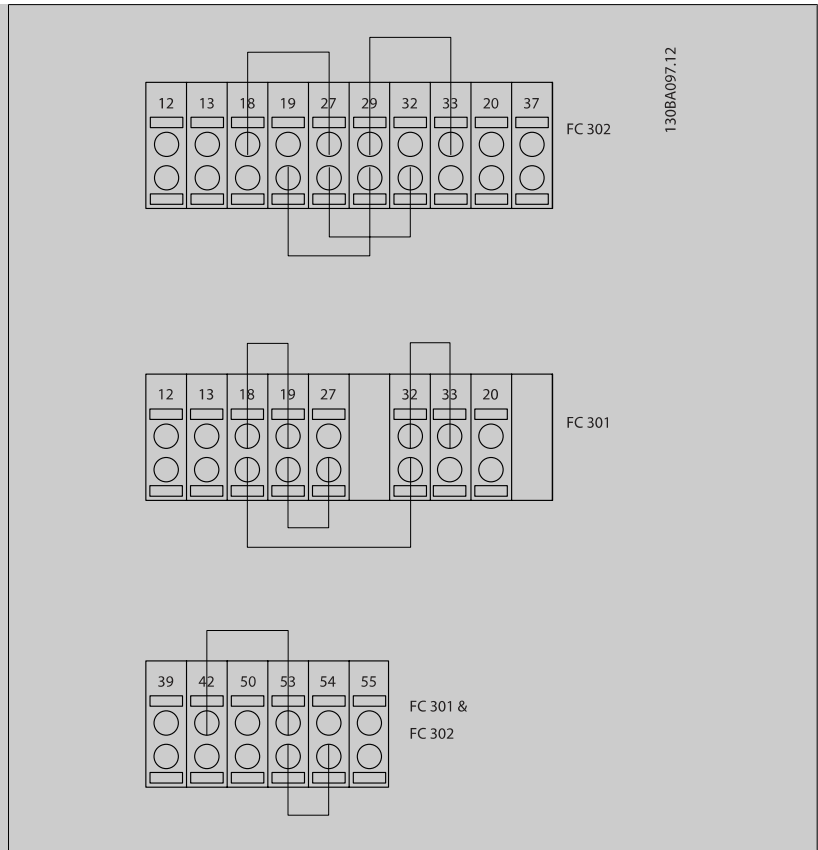 130BA097.12
12 13 18 19 27 29 32 33 20 37
FC 302
12 13 18 19 27 32 33 20
FC 301
39 42 50 53 54 55
FC 301 &
FC 302